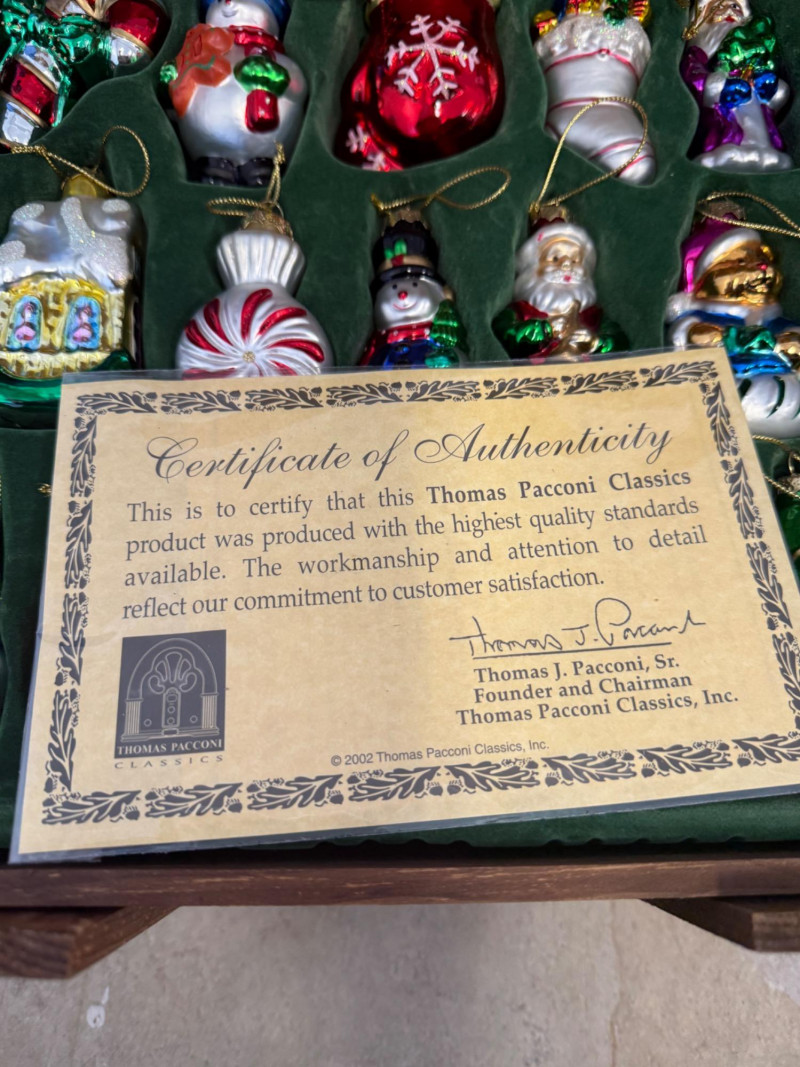 Certificate of Authenticity
This is to certify that this Thomas Pacconi Classics
product was produced with the highest quality standards
available. The workmanship and attention to detail
reflect our commitment to customer satisfaction.
Thomas J. Pacconi
Thomas J. Pacconi, Sr.
Founder and Chairman
Thomas Pacconi Classics, Inc.
THOMAS PACCONI
CLASSICS
© 2002 Thomas Pacconi Classics, Inc.